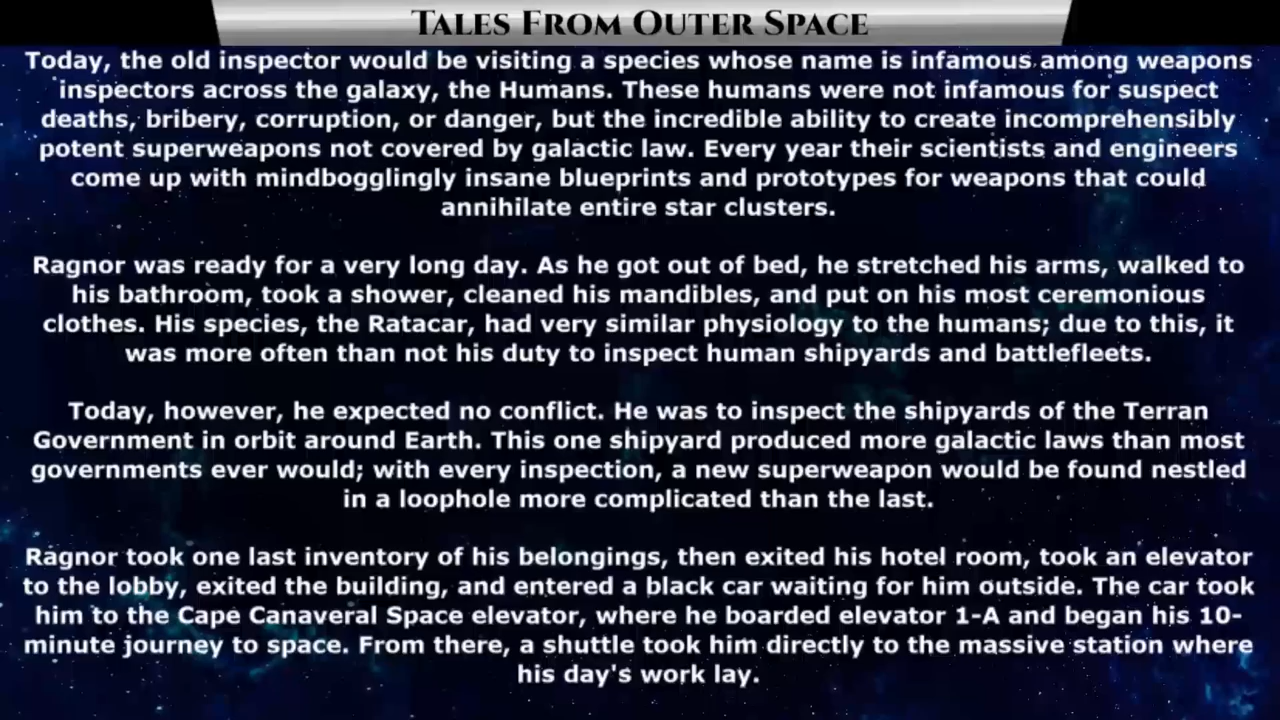 Tales From Outer Space
Today, the old inspector would be visiting a species whose name is infamous among weapons
inspectors across the galaxy, the Humans. These humans were not infamous for suspect
deaths, bribery, corruption, or danger, but the incredible ability to create incomprehensibly
potent superweapons not covered by galactic law. Every year their scientists and engineers
come up with mindbogglingly insane blueprints and prototypes for weapons that could
annihilate entire star clusters.
Ragnor was ready for a very long day. As he got out of bed, he stretched his arms, walked to
his bathroom, took a shower, cleaned his mandibles, and put on his most ceremonious
clothes. His species, the Ratacar, had very similar physiology to the humans; due to this, it
was more often than not his duty to inspect human shipyards and battlefleets.
Today, however, he expected no conflict. He was to inspect the shipyards of the Terran
Government in orbit around Earth. This one shipyard produced more galactic laws than most
governments ever would; with every inspection, a new superweapon would be found nestled
in a loophole more complicated than the last.
Ragnor took one last inventory of his belongings, then exited his hotel room, took an elevator
to the lobby, exited the building, and entered a black car waiting for him outside. The car took
him to the Cape Canaveral Space elevator, where he boarded elevator 1-A and began his 10-
minute journey to space. From there, a shuttle took him directly to the massive station where
his day's work lay.